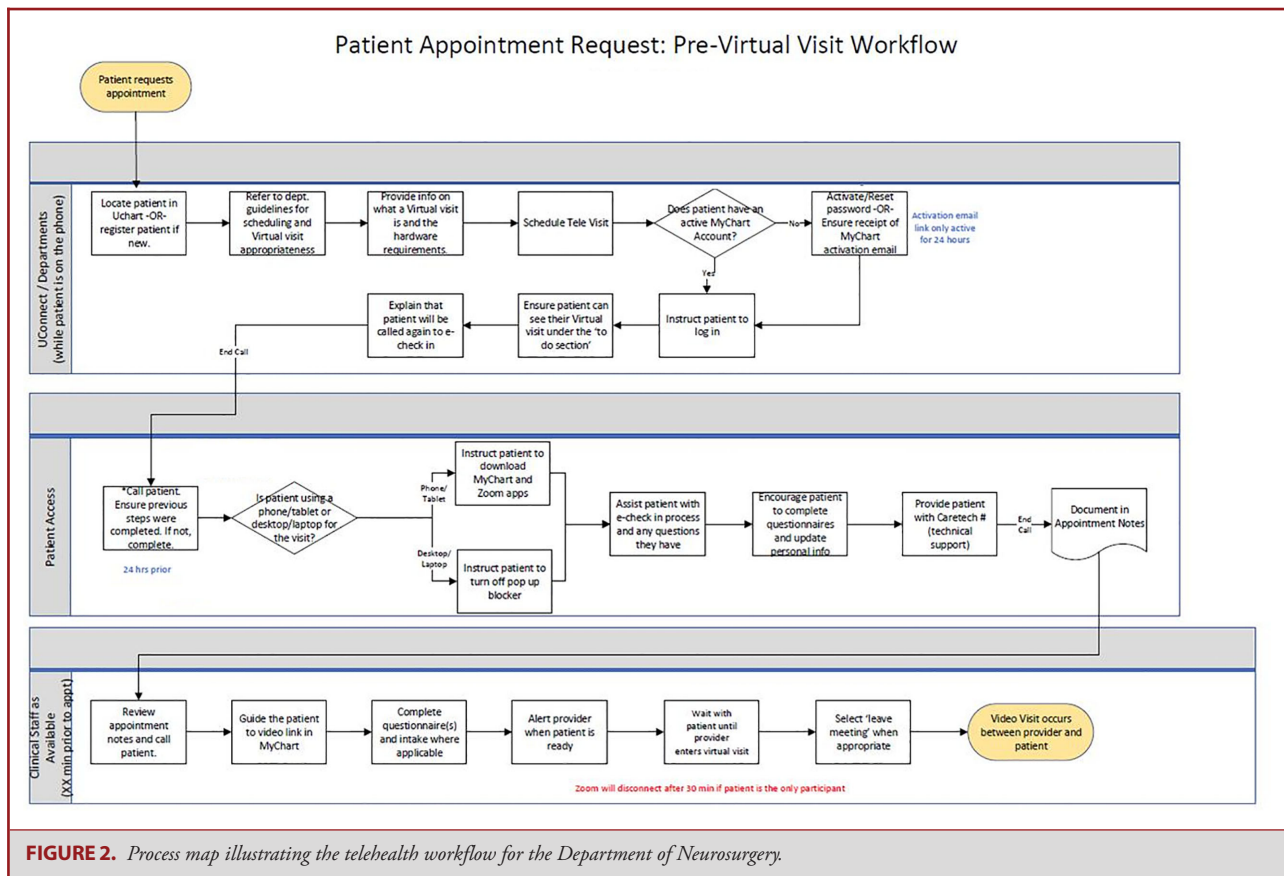 Patient Appointment Request: Pre-Virtual Visit Workflow
Patient requests
appointment
UConnect / Departments
(while patient is on the phone)
Locate patient in
Uchart -OR-
register patient if
new.
Refer to dept.
guidelines for
scheduling and
Virtual visit
appropriateness
Provide info on
what a Virtual visit
is and the
hardware
requirements.
Schedule Tele Visit
Does patient have an
active MyChart
Account?
No
Activate/Reset
password -OR-
Ensure receipt of
MyChart
activation email
Activation email
link only active
for 24 hours
Yes
Instruct patient to
log in
Ensure patient can
see their Virtual
visit under the ‘to
do section’
Explain that
patient will be
called again to e-
check in
End Call
Patient Access
*Call patient.
Ensure previous
steps were
completed. If not,
complete.
24 hrs prior
Is patient using a
phone/tablet or
desktop/laptop for
the visit?
Phone/
Tablet
Instruct patient to
download
MyChart and
Zoom apps
Desktop/
Laptop
Instruct patient to
turn off pop up
blocker
Assist patient with
e-check in process
and any questions
they have
Encourage patient
to complete
questionnaires
and update
personal info
Provide patient
with Caretech #
(technical
support)
End
Call
Document in
Appointment Notes
Clinical Staff as
Available
(XX min prior to appt)
Review
appointment
notes and call
patient.
Guide the patient
to video link in
MyChart
Complete
questionnaire(s)
and intake where
applicable
Alert provider
when patient is
ready
Wait with
patient until
provider
enters virtual visit
Select ‘leave
meeting’ when
appropriate
Video Visit occurs
between provider and
patient
Zoom will disconnect after 30 min if patient is the only participant
FIGURE 2. Process map illustrating the telehealth workflow for the Department of Neurosurgery.